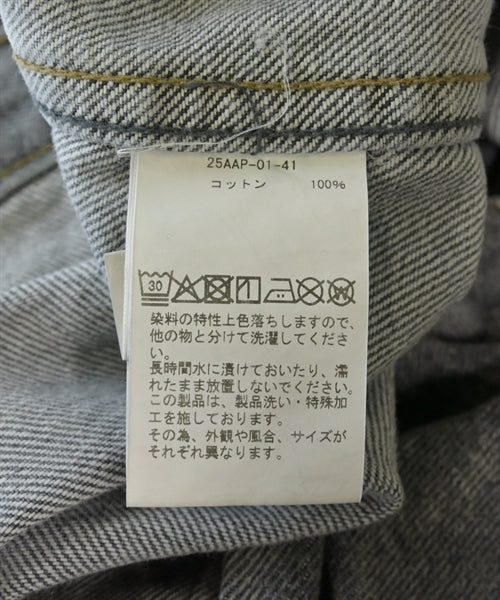 25AAP-01-41
コットン 100%
30
染料の特性上色落ちしますので、
他の物と分けて洗濯してくださ
い。
長時間水に漬けておいたり、濡
れたまま放置しないでください。
この製品は、製品洗い・特殊加
工を施しております。
その為、外観や風合、サイズが
それぞれ異なります。